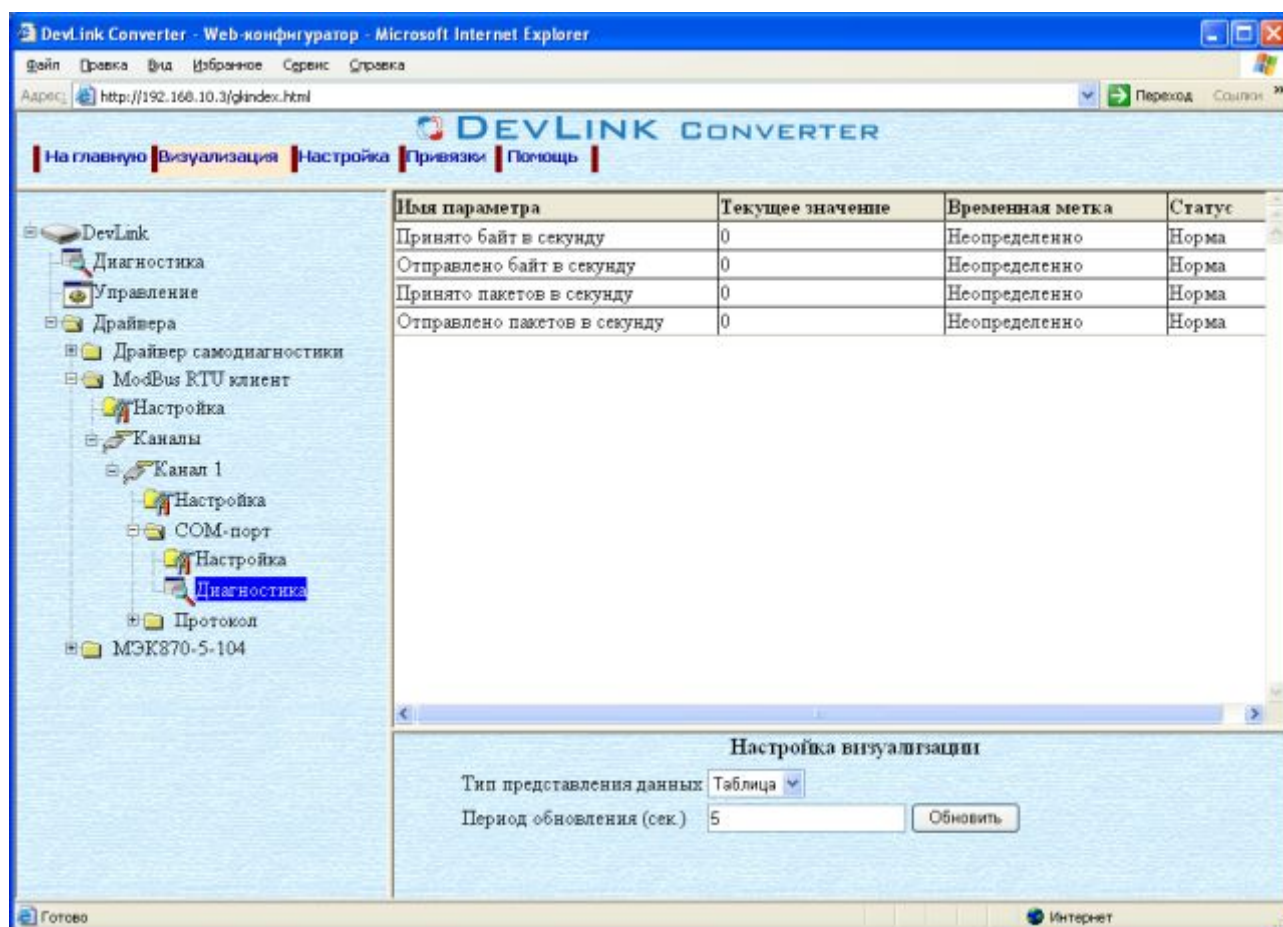 DevLink Converter - Web-конфигуратор - Microsoft Internet Explorer
Файл Правка Вид Избранное Сервис Справка
Адрес: http://192.168.10.3/gkindex.html Переход Ссылки »
DEVLINK CONVERTER
На главную Визуализация Настройка Привязки Помощь
DevLink
Диагностика
Управление
Драйвера
Драйвер самодиагностики
ModBus RTU клиент
Настройка
Каналы
Канал 1
Настройка
COM-порт
Настройка
Диагностика
Протокол
МЭК870-5-104
Имя параметра Текущее значение Временная метка Статус
Принято байт в секунду 0 Неопределенно Норма
Отправлено байт в секунду 0 Неопределенно Норма
Принято пакетов в секунду 0 Неопределенно Норма
Отправлено пакетов в секунду 0 Неопределенно Норма
Настройка визуализации
Тип представления данных Таблица
Период обновления (сек.) 5 Обновить
Готово Интернет